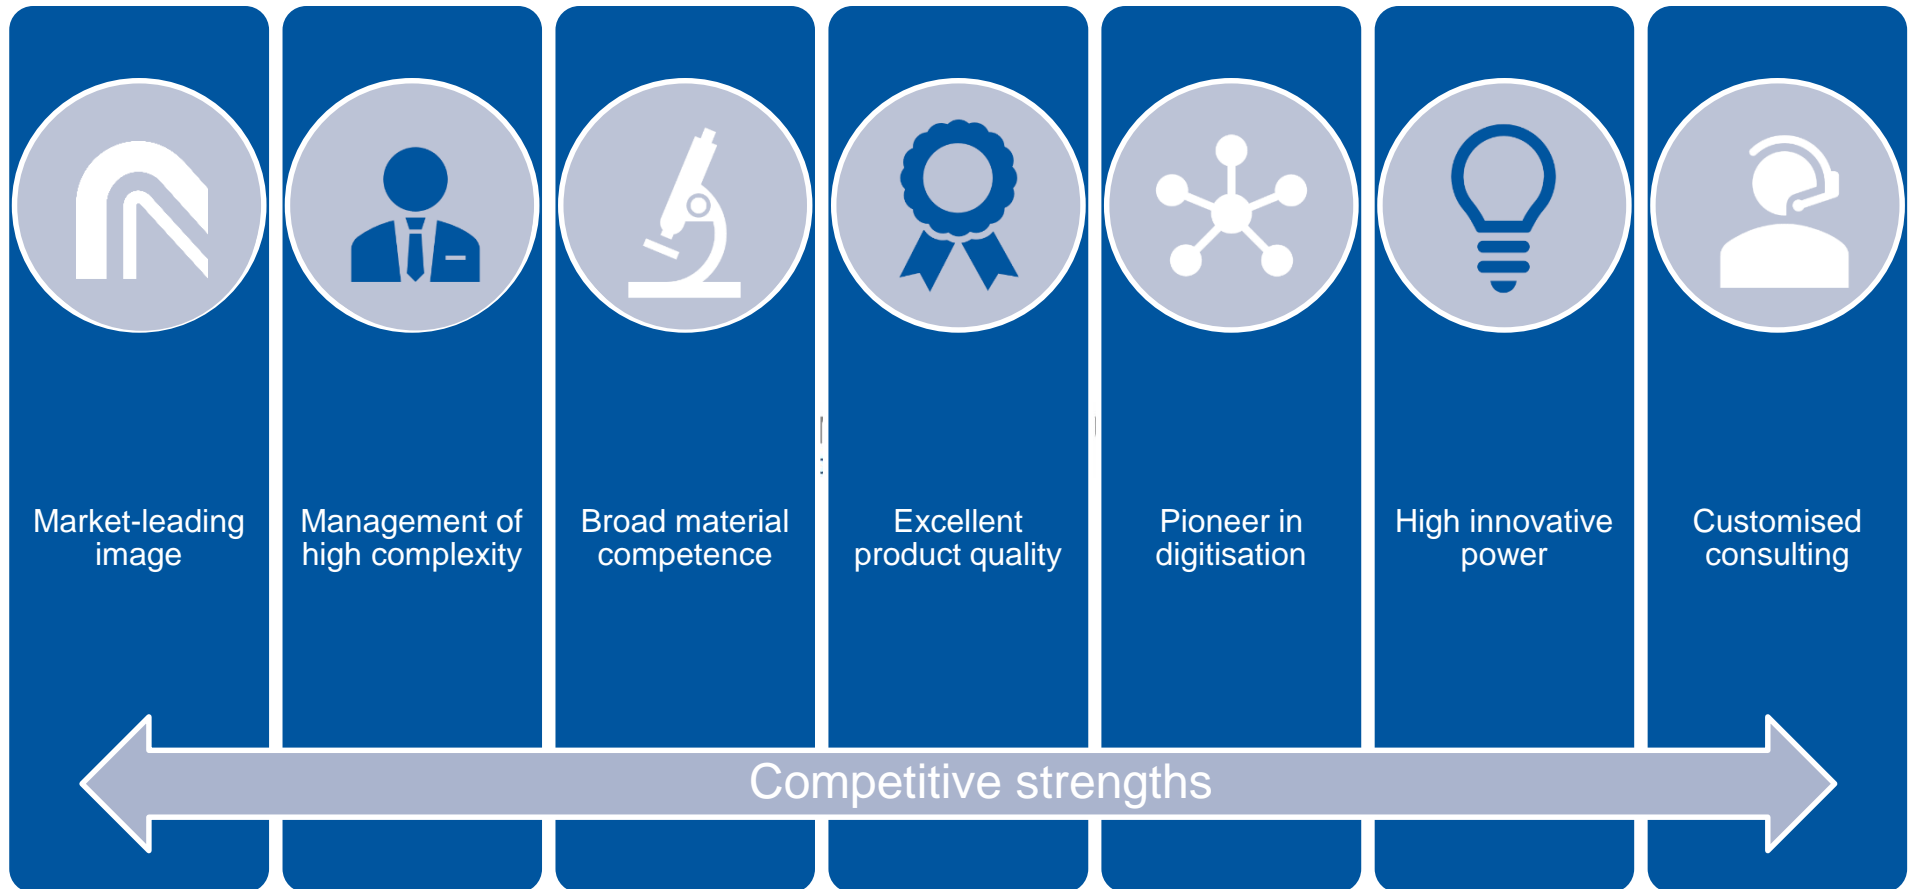 Market-leading
image
Management of
high complexity
Broad material
competence
Excellent
product quality
Pioneer in
digitisation
High innovative
power
Customised
consulting
Competitive strengths